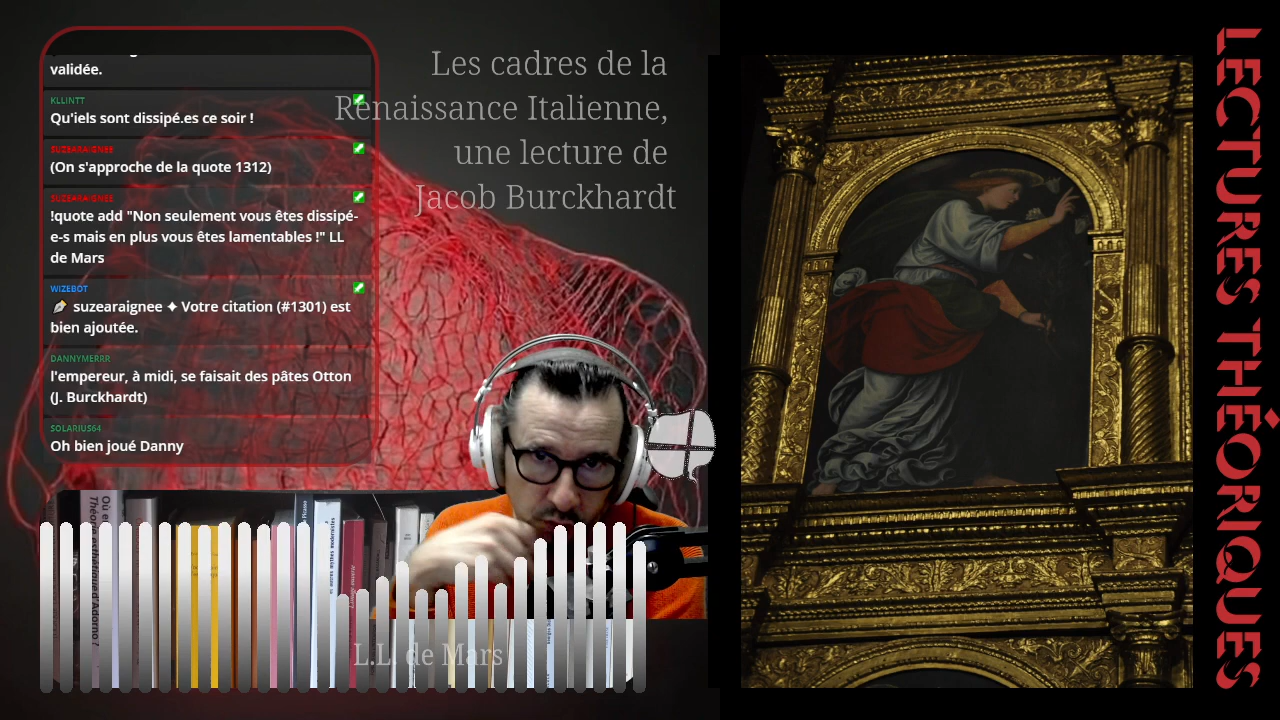 validée.
KLLINTT
Qu'iels sont dissipé.es ce soir !
SUZEARAIGNEE
(On s'approche de la quote 1312)
SUZEARAIGNEE
!quote add "Non seulement vous êtes dissipé-
e-s mais en plus vous êtes lamentables !" LL
de Mars
WIZEBOT
suzearaignee ✦ Votre citation (#1301) est
bien ajoutée.
DANNYMERRR
l'empereur, à midi, se faisait des pâtes Otton
(J. Burckhardt)
SOLARIUS64
Oh bien joué Danny
Les cadres de la
Renaissance Italienne,
une lecture de
Jacob Burckhardt
L.L. de Mars
LECTURES THÉORIQUES